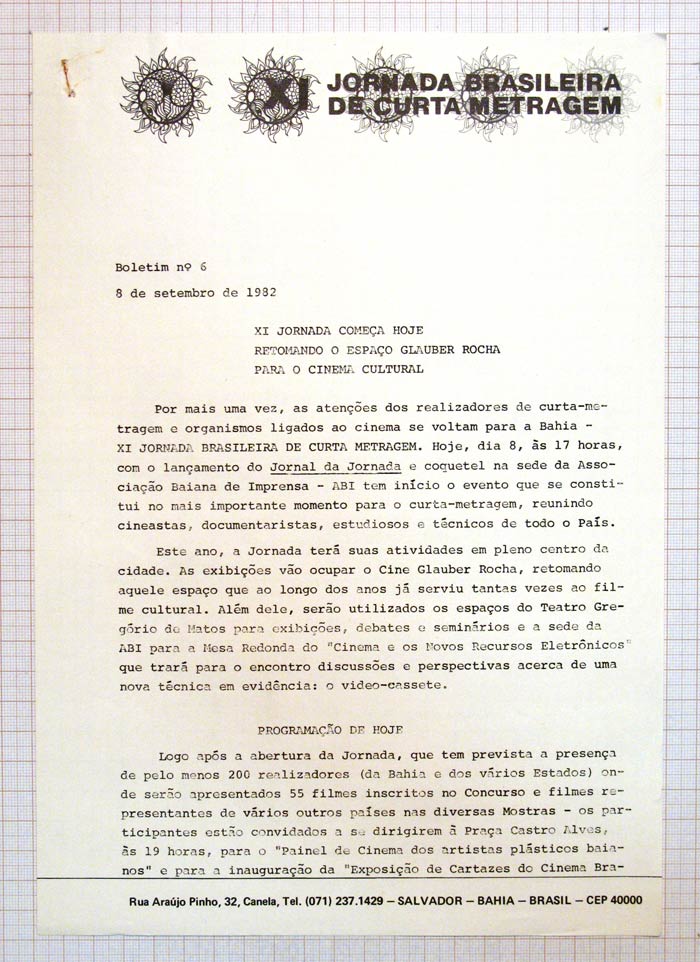 XI JORNADA BRASILEIRA
DE CURTA METRAGEM
Boletim nº 6
8 de setembro de 1982
XI JORNADA COMEÇA HOJE
RETOMANDO O ESPAÇO GLAUBER ROCHA
PARA O CINEMA CULTURAL
Por mais uma vez, as atenções dos realizadores de curta-me-
tragem e organismos ligados ao cinema se voltam para a Bahia -
XI JORNADA BRASILEIRA DE CURTA METRAGEM. Hoje, dia 8, às 17 horas,
com o lançamento do Jornal da Jornada e coquetel na sede da Asso-
ciação Baiana de Imprensa - ABI tem início o evento que se consti-
tui no mais importante momento para o curta-metragem, reunindo
cineastas, documentaristas, estudiosos e técnicos de todo o País.
Este ano, a Jornada terá suas atividades em pleno centro da
cidade. As exibições vão ocupar o Cine Glauber Rocha, retomando
aquele espaço que ao longo dos anos já serviu tantas vezes ao fil-
me cultural. Além dele, serão utilizados os espaços do Teatro Gre-
gório de Matos para exibições, debates e seminários e a sede da
ABI para a Mesa Redonda do "Cinema e os Novos Recursos Eletrônicos"
que trará para o encontro discussões e perspectivas acerca de uma
nova técnica em evidência: o video-cassete.
PROGRAMAÇÃO DE HOJE
Logo após a abertura da Jornada, que tem prevista a presença
de pelo menos 200 realizadores (da Bahia e dos vários Estados) on-
de serão apresentados 55 filmes inscritos no Concurso e filmes re-
presentantes de vários outros países nas diversas Mostras - os par-
ticipantes estão convidados a se dirigirem à Praça Castro Alves,
às 19 horas, para o "Painel de Cinema dos artistas plásticos baia-
nos" e para a inauguração da "Exposição de Cartazes do Cinema Bra-
Rua Araújo Pinho, 32, Canela, Tel. (071) 237.1429 – SALVADOR – BAHIA – BRASIL – CEP 40000